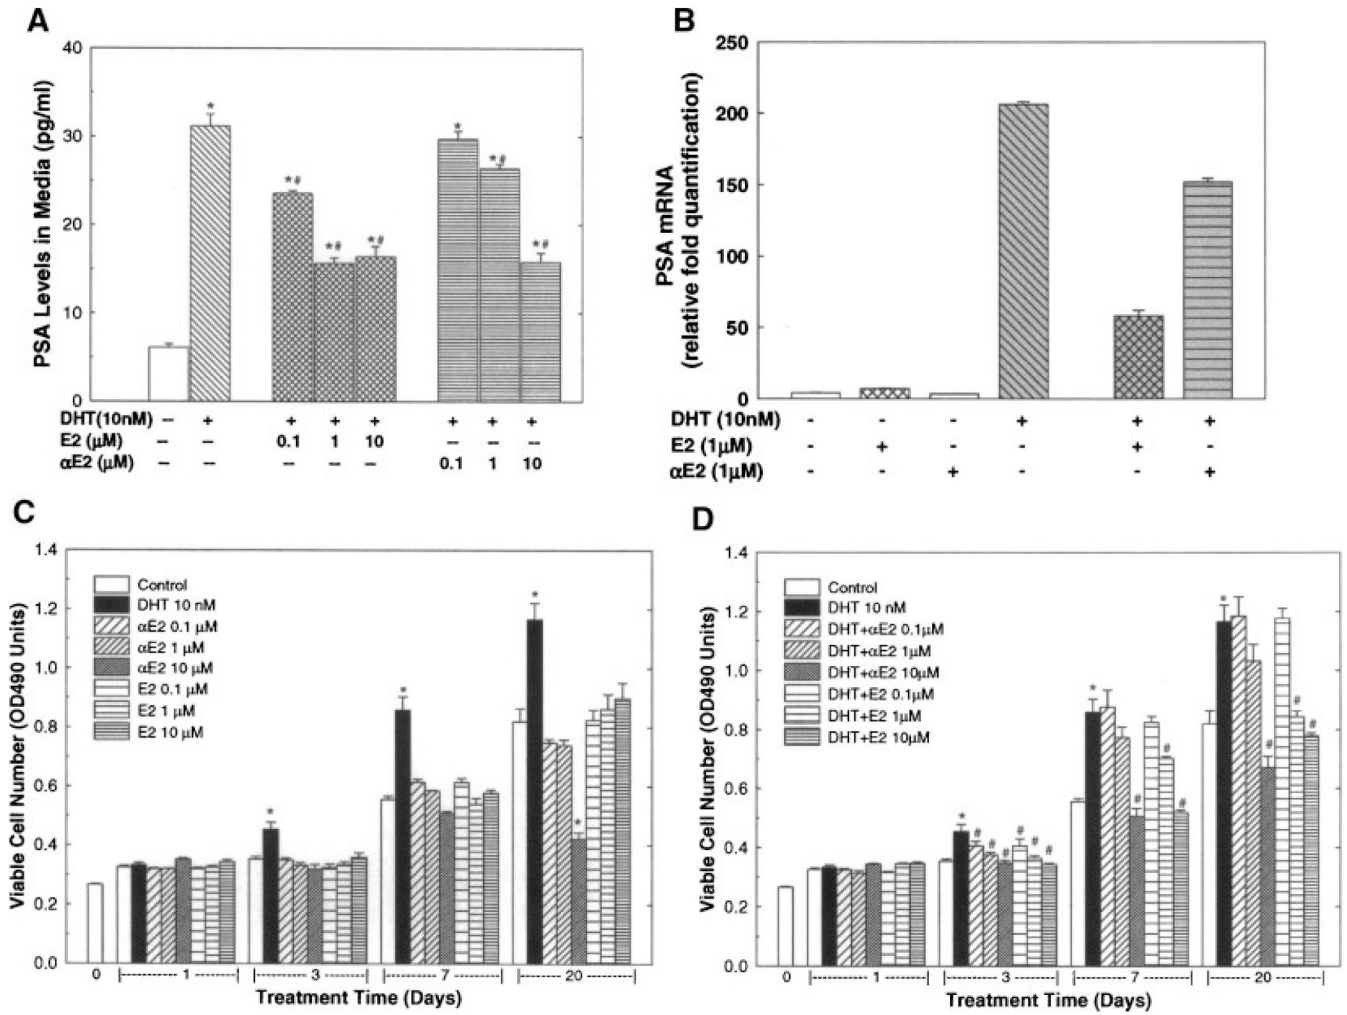 A
PSA Levels in Media (pg/ml)
40
30
20
10
0
*
*#
*#
*#
*
*#
*#
DHT(10nM) -- + + + + + + +
E2 (μM) -- -- 0.1 1 10 -- -- --
αE2 (μM) -- -- -- -- -- 0.1 1 10
B
PSA mRNA
(relative fold quantification)
250
200
150
100
50
0
DHT (10nM) - - - + + +
E2 (1μM) - + - - + -
αE2 (1μM) - - + - - +
C
Viable Cell Number (OD490 Units)
1.4
1.2
1.0
0.8
0.6
0.4
0.2
0.0
Control
DHT 10 nM
αE2 0.1 μM
αE2 1 μM
αE2 10 μM
E2 0.1 μM
E2 1 μM
E2 10 μM
*
*
*
*
0 1 3 7 20
Treatment Time (Days)
D
Viable Cell Number (OD490 Units)
1.4
1.2
1.0
0.8
0.6
0.4
0.2
0.0
Control
DHT 10 nM
DHT+αE2 0.1μM
DHT+αE2 1μM
DHT+αE2 10μM
DHT+E2 0.1μM
DHT+E2 1μM
DHT+E2 10μM
* # # # # # #
* # # #
* # # #
0 1 3 7 20
Treatment Time (Days)